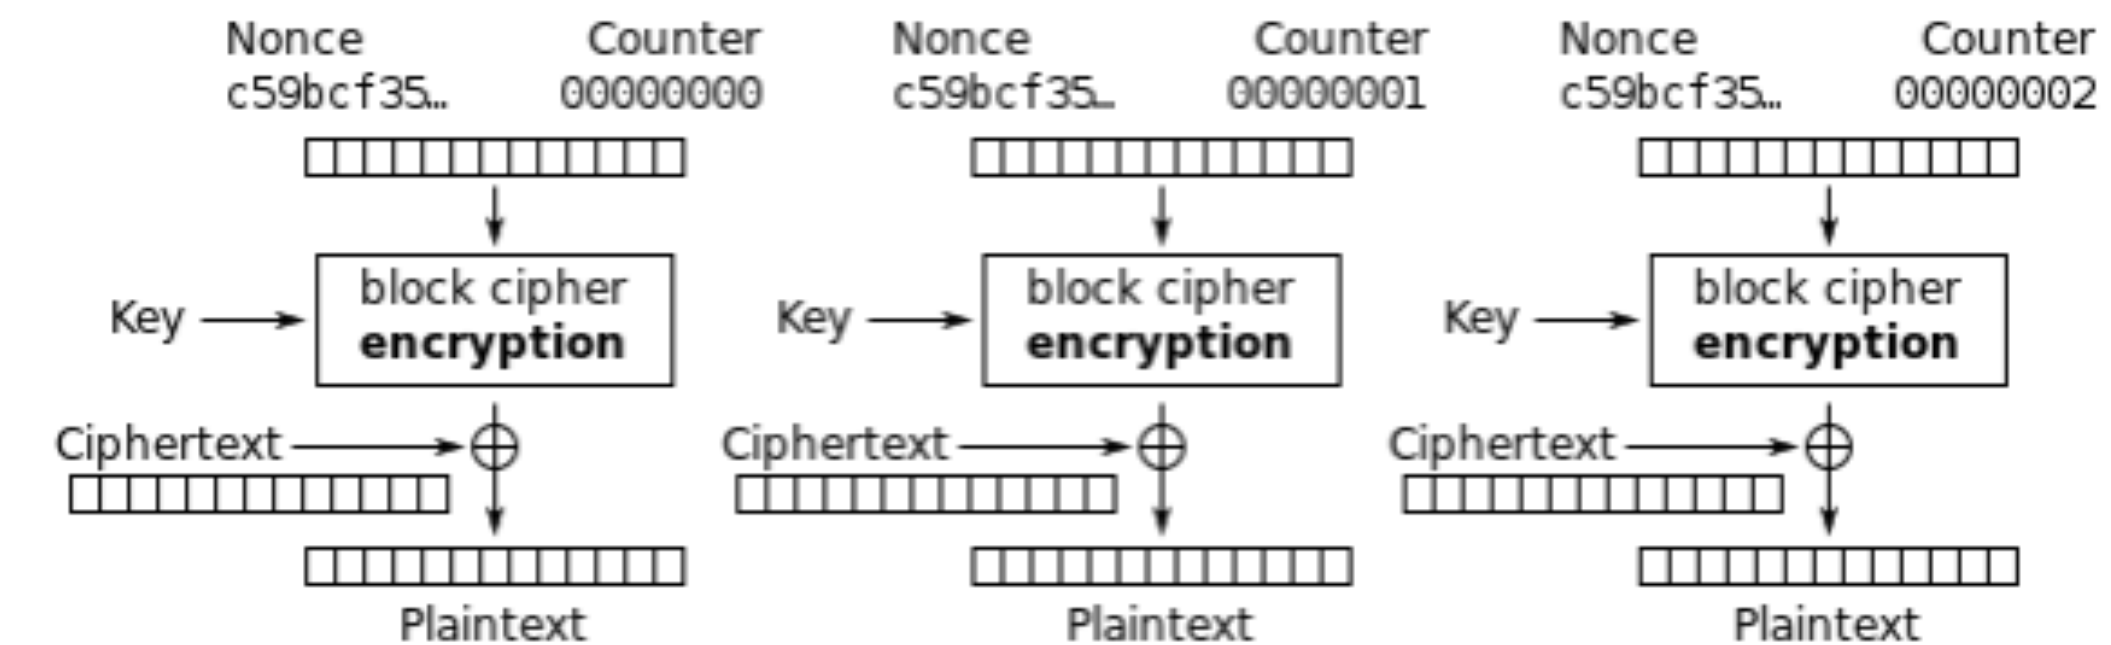 Nonce Counter Nonce Counter Nonce Counter
c59bcf35… 00000000 c59bcf35… 00000001 c59bcf35… 00000002
block cipher block cipher block cipher
Key Key Key
encryption encryption encryption
Ciphertext Ciphertext Ciphertext
Plaintext Plaintext Plaintext